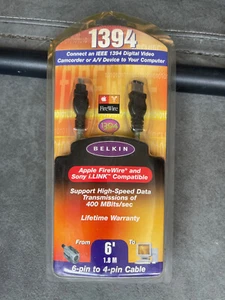 1394
Connect an IEEE 1394 Digital Video
Camcorder or A/V Device to Your Computer
FireWire
1394
BELKIN
Apple FireWire® and
Sony i.LINK™ Compatible
Support High-Speed Data
Transmissions of
400 MBits/sec
Lifetime Warranty
From
6'
To
1.8 M
6-pin to 4-pin Cable